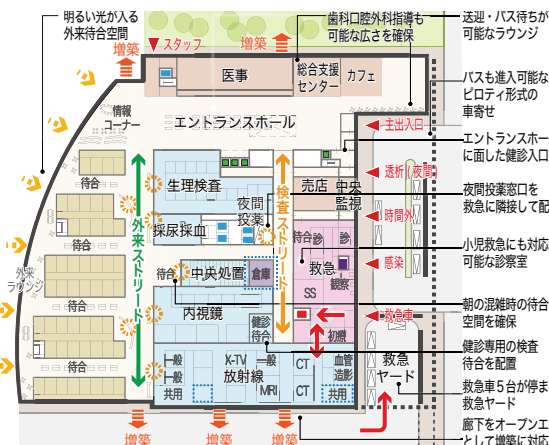 明るい光が入る
外来待合空間
増築
スタッフ
増築
歯科口腔外科指導も
可能な広さを確保
送迎・バス待ちが
可能なラウンジ
医事
総合支援
センター
カフェ
バスも進入可能な
ピロティ形式の
車寄せ
情報
コーナー
エントランスホール
主出入口
エントランスホー
に面した健診入口
待合
生理検査
売店
中央
監視
透析(夜間)
夜間
投薬
時間外
夜間投薬窓口を
救急に隣接して配
待合
外来ストリート
検査ストリート
採尿採血
待合
診
診
小児救急にも対応
可能な診察室
外来
ラウンジ
待合
中央処置
倉庫
救急
観察
感染
SS
待合
内視鏡
健診
待合
初療
救急車
朝の混雑時の待合
空間を確保
健診専用の検査
待合を配置
待合
一般
一般
共用
X-TV
一般
放射線
MRI
CT
CT
血管
造影
共用
救急
ヤード
救急車5台が停ま
救急ヤード
増築
増築
増築
廊下をオープンエ
として増築に対応